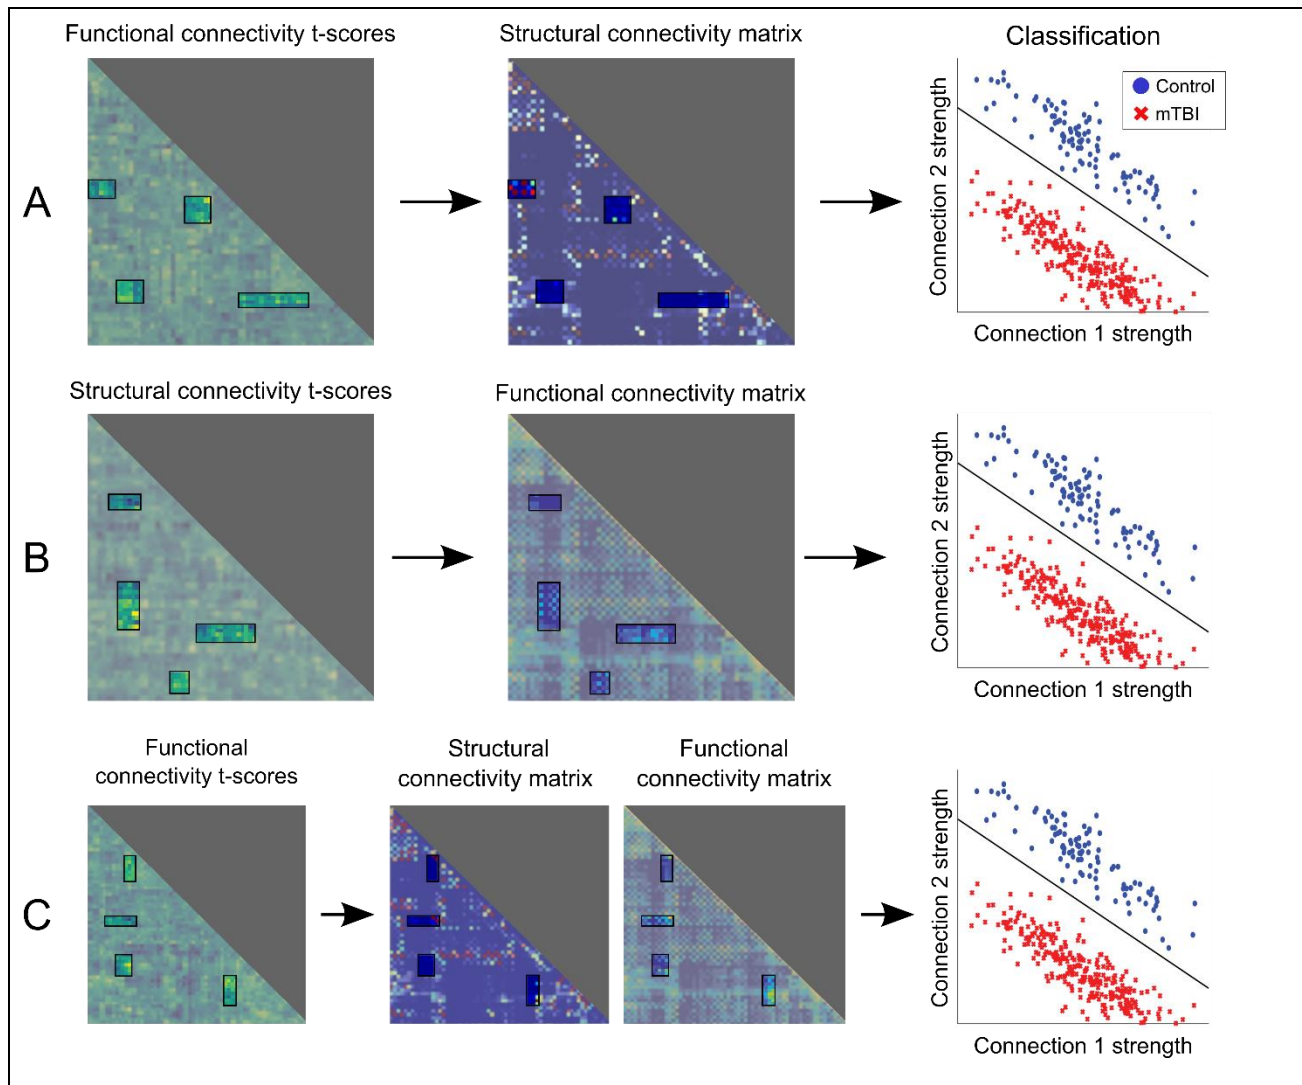 Functional connectivity t-scores
Structural connectivity matrix
Classification
A
Control
mTBI
Connection 2 strength
Connection 1 strength
Structural connectivity t-scores
Functional connectivity matrix
B
Connection 2 strength
Connection 1 strength
Functional
connectivity t-scores
Structural
connectivity matrix
Functional
connectivity matrix
C
Connection 2 strength
Connection 1 strength